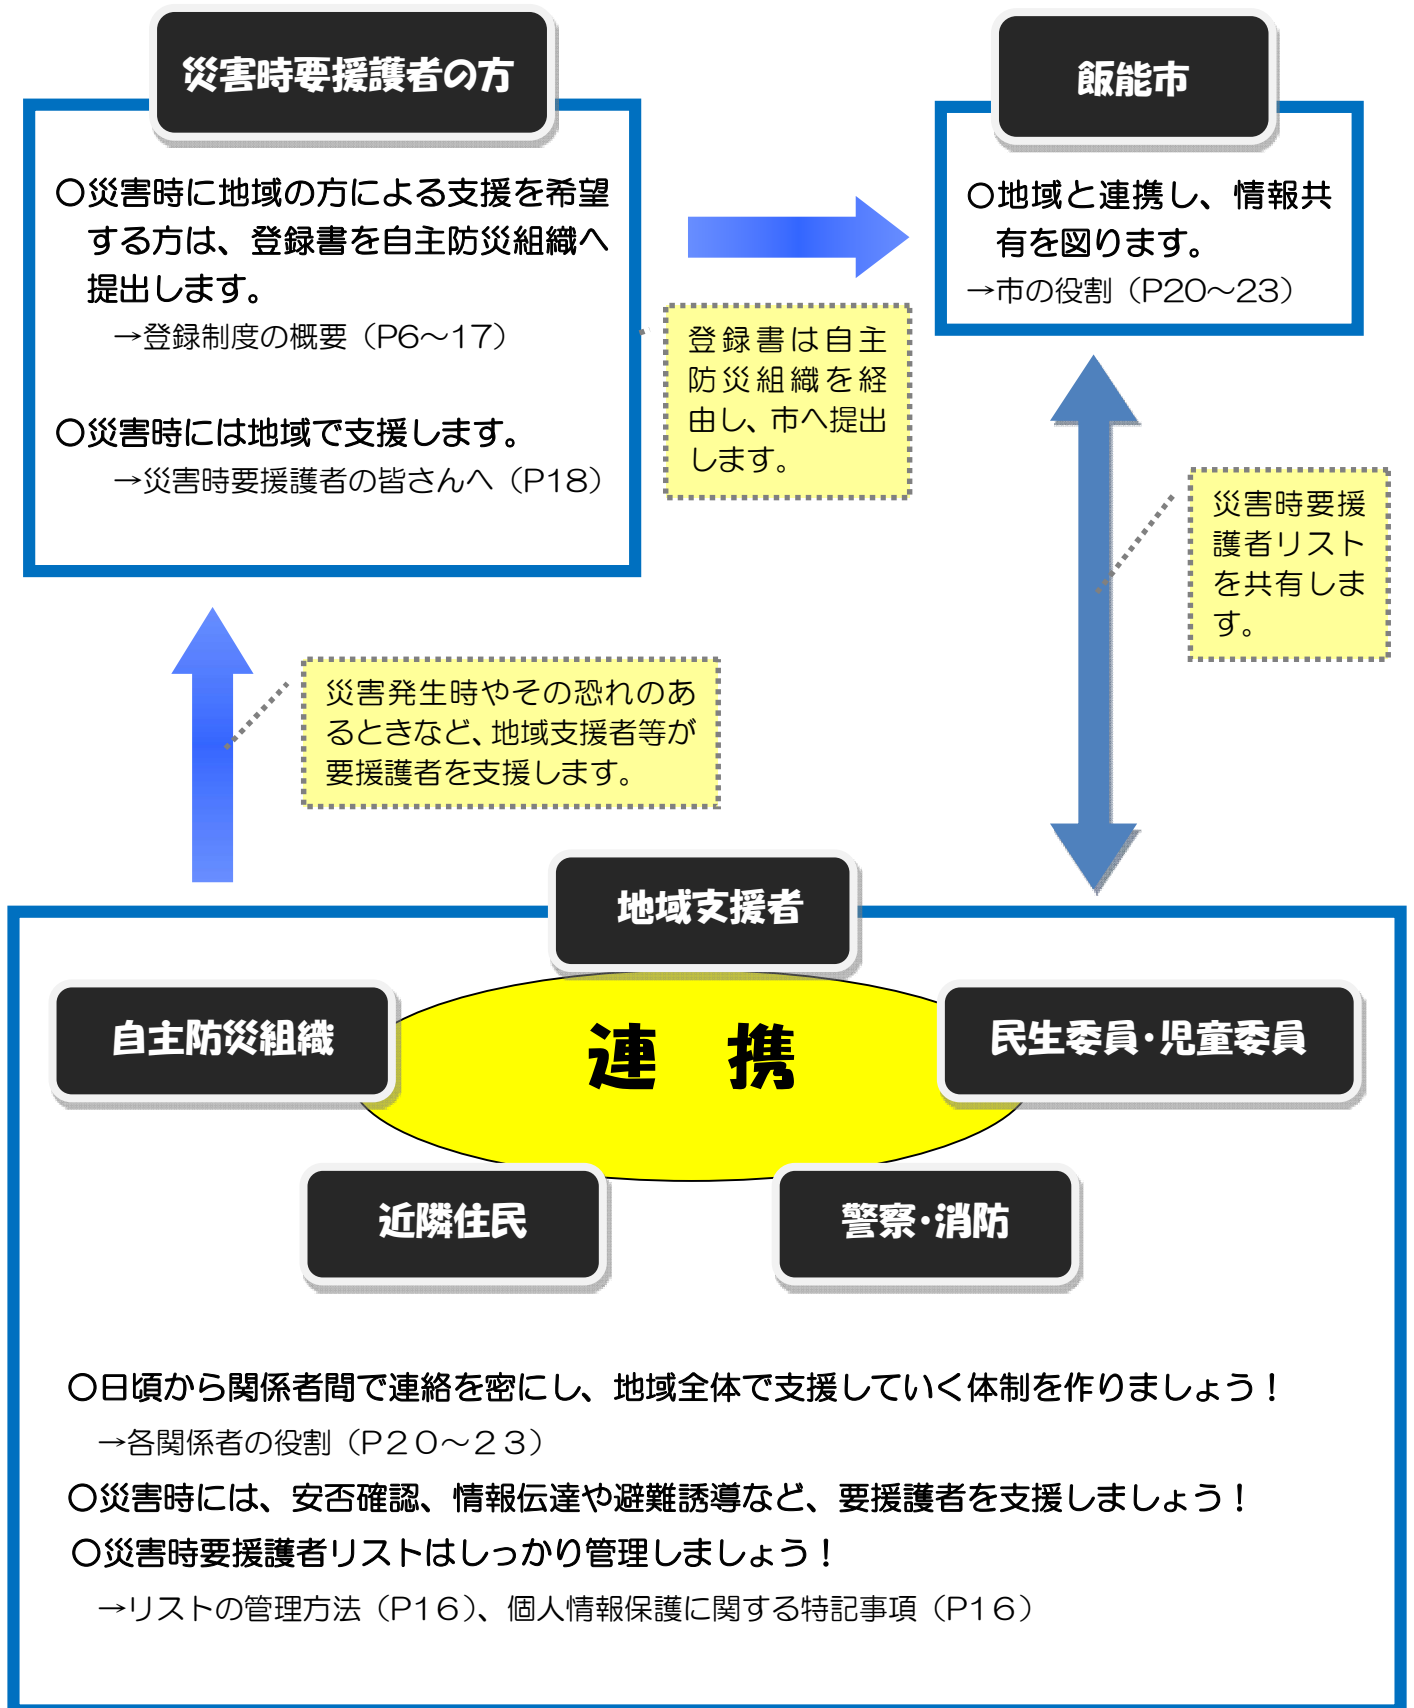 災害時要援護者の方
〇災害時に地域の方による支援を希望
する方は、登録書を自主防災組織へ
提出します。
→登録制度の概要（P6～17）
〇災害時には地域で支援します。
→災害時要援護者の皆さんへ（P18）
飯能市
〇地域と連携し、情報共
有を図ります。
→市の役割（P20～23）
登録書は自主
防災組織を経
由し、市へ提出
します。
災害時要援
護者リスト
を共有しま
す。
災害発生時やその恐れのあ
るときなど、地域支援者等が
要援護者を支援します。
地域支援者
自主防災組織
連　携
民生委員・児童委員
近隣住民
警察・消防
〇日頃から関係者間で連絡を密にし、地域全体で支援していく体制を作りましょう！
→各関係者の役割（P２０～２３）
〇災害時には、安否確認、情報伝達や避難誘導など、要援護者を支援しましょう！
〇災害時要援護者リストはしっかり管理しましょう！
→リストの管理方法（P1６）、個人情報保護に関する特記事項（P1６）